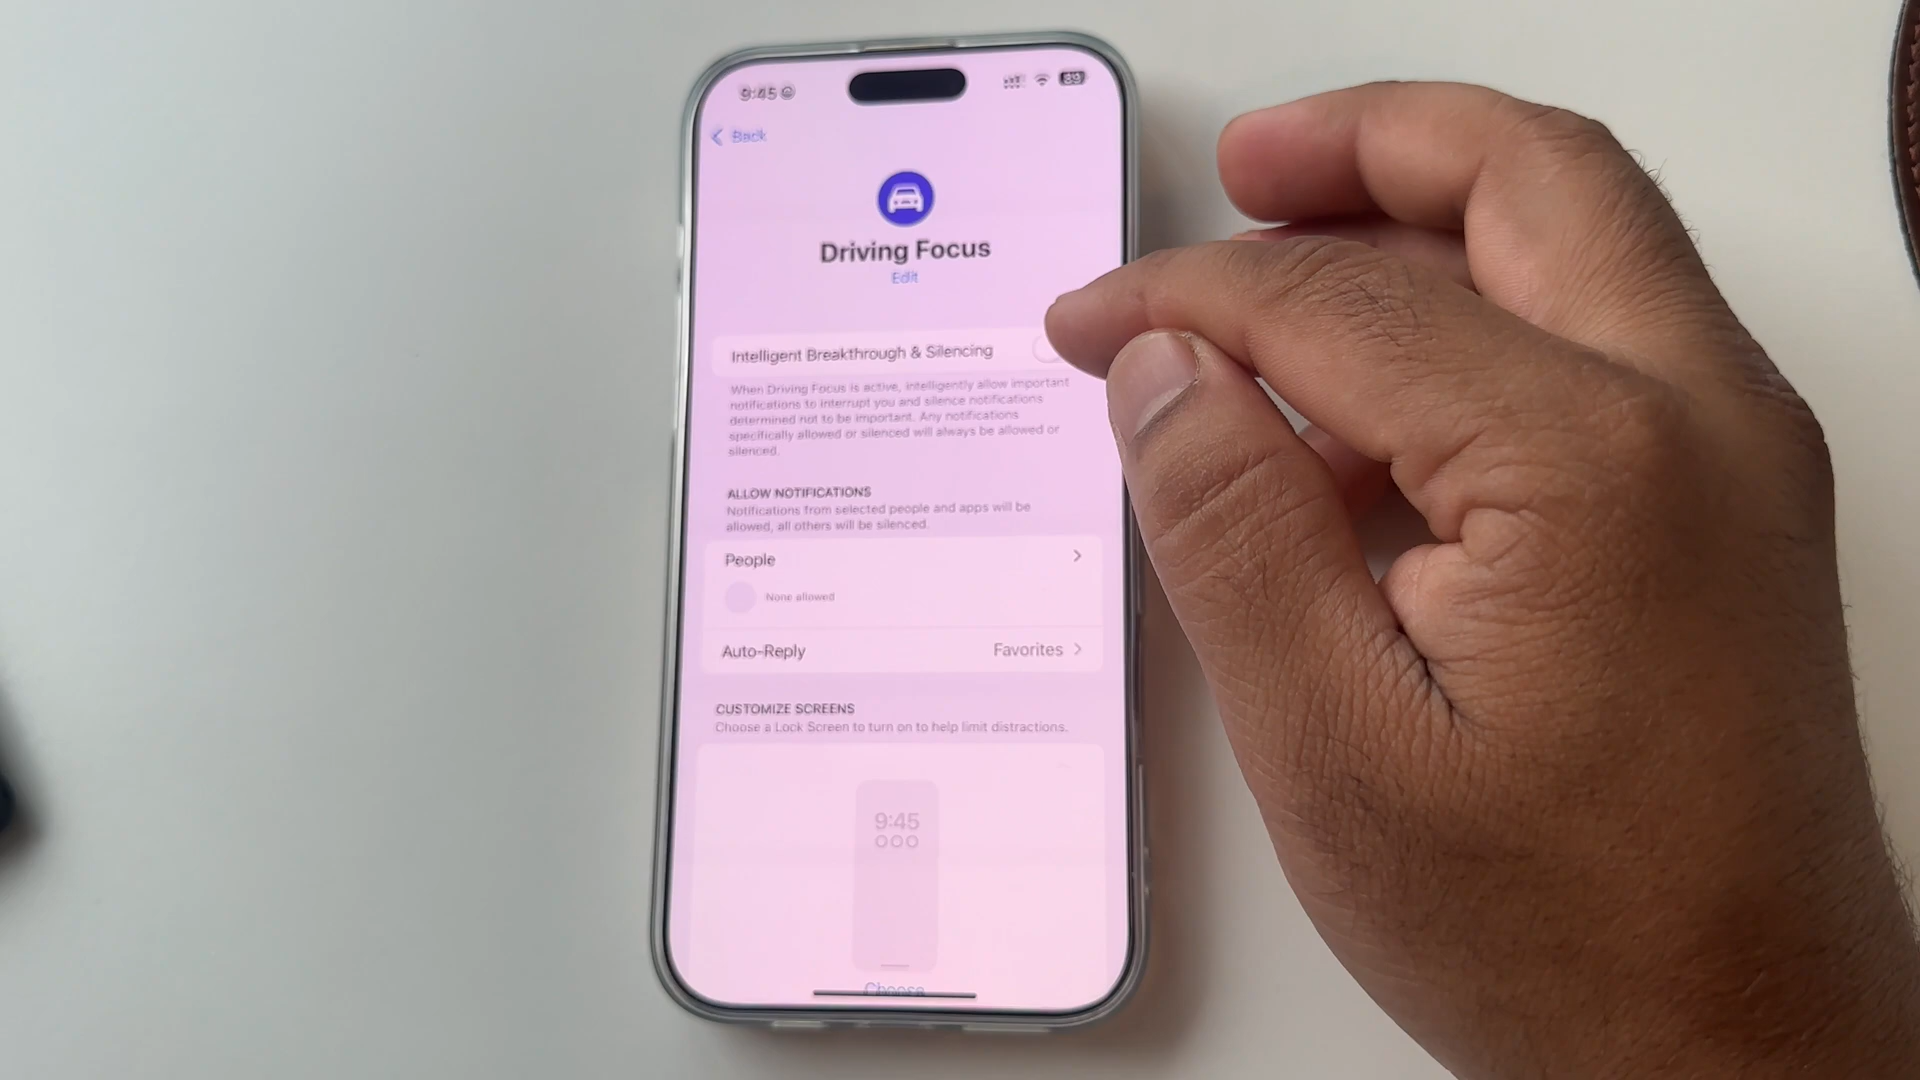 9:45
89
Back
Driving Focus
Edit
Intelligent Breakthrough & Silencing
When Driving Focus is active, intelligently allow important
notifications to interrupt you and silence notifications
determined not to be important. Any notifications
specifically allowed or silenced will always be allowed or
silenced.
ALLOW NOTIFICATIONS
Notifications from selected people and apps will be
allowed, all others will be silenced.
People
None allowed
Auto-Reply
Favorites
CUSTOMIZE SCREENS
Choose a Lock Screen to turn on to help limit distractions.
9:45
Choose